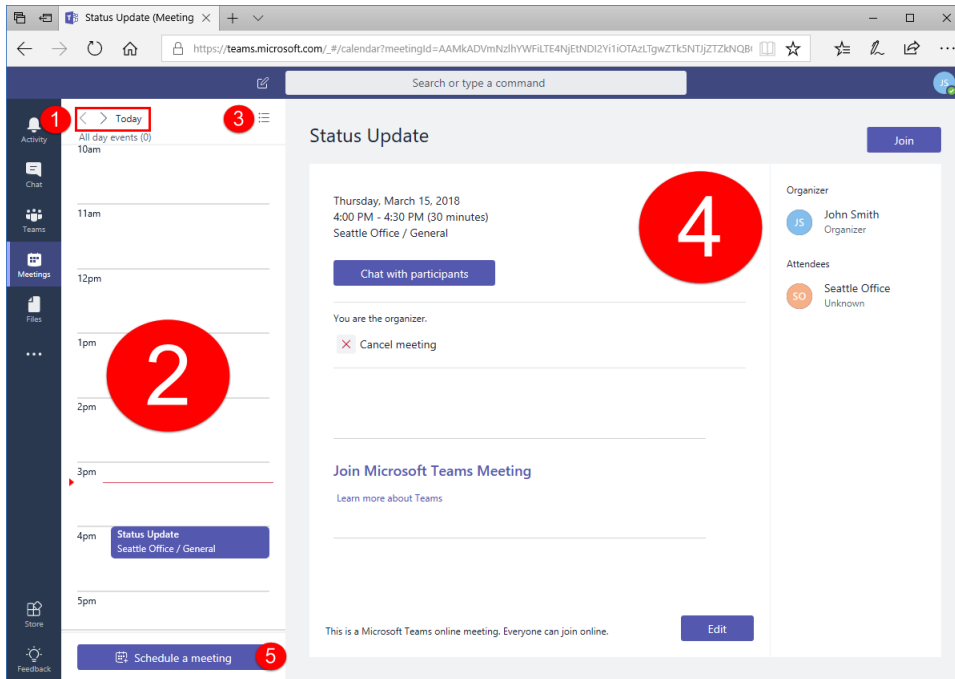 Status Update (Meeting
https://teams.microsoft.com/_#/calendar?meetingId=AAMkADVmNzlhYWFiLTE4NjEtNDI2Yi1iOTAzLTgwZTk5NTJjZTZkNQB
Search or type a command
JS
Activity
Chat
Teams
Meetings
Files
Store
Feedback
1
Today
3
All day events (0)
10am
11am
12pm
1pm
2
2pm
3pm
4pm
Status Update
Seattle Office / General
5pm
Schedule a meeting
5
Status Update
Join
Thursday, March 15, 2018
4:00 PM - 4:30 PM (30 minutes)
Seattle Office / General
4
Chat with participants
You are the organizer.
Cancel meeting
Join Microsoft Teams Meeting
Learn more about Teams
This is a Microsoft Teams online meeting. Everyone can join online.
Edit
Organizer
JS
John Smith
Organizer
Attendees
SO
Seattle Office
Unknown